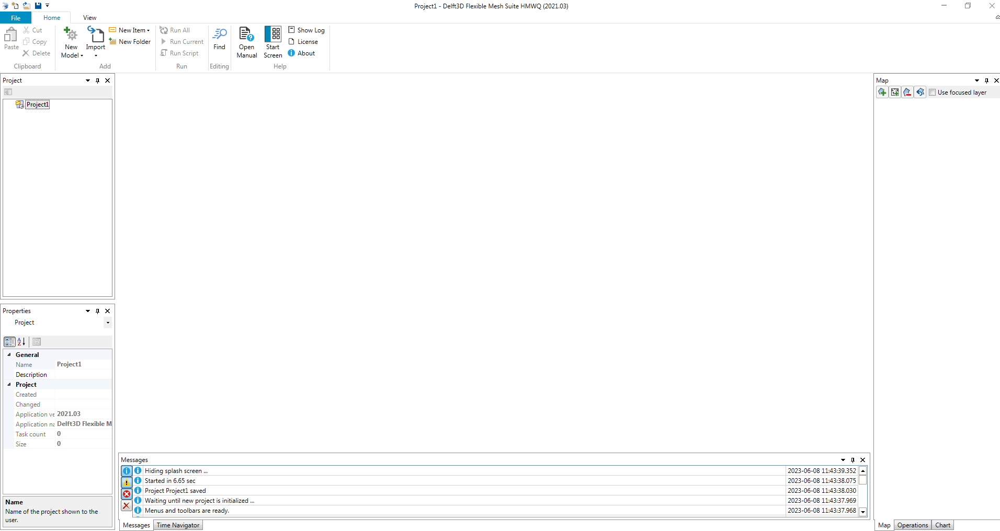 Project1 - Delft3D Flexible Mesh Suite HMWQ (2021.03)
File Home View
Paste
Cut
Copy
Delete
Clipboard
New Model
Import
New Item
New Folder
Add
Run All
Run Current
Run Script
Run
Find
Editing
Open Manual
Start Screen
Show Log
License
About
Help
Project
Project1
Properties
Project
General
Name Project1
Description
Project
Created
Changed
Application ve 2021.03
Application na Delft3D Flexible M
Task count 0
Size 0
Name
Name of the project shown to the
user.
Messages
Hiding splash screen ... 2023-06-08 11:43:39.352
Started in 6.65 sec 2023-06-08 11:43:38.075
Project Project1 saved 2023-06-08 11:43:38.030
Waiting until new project is initialized ... 2023-06-08 11:43:37.969
Menus and toolbars are ready. 2023-06-08 11:43:37.968
Messages Time Navigator
Map
Use focused layer
Map Operations Chart